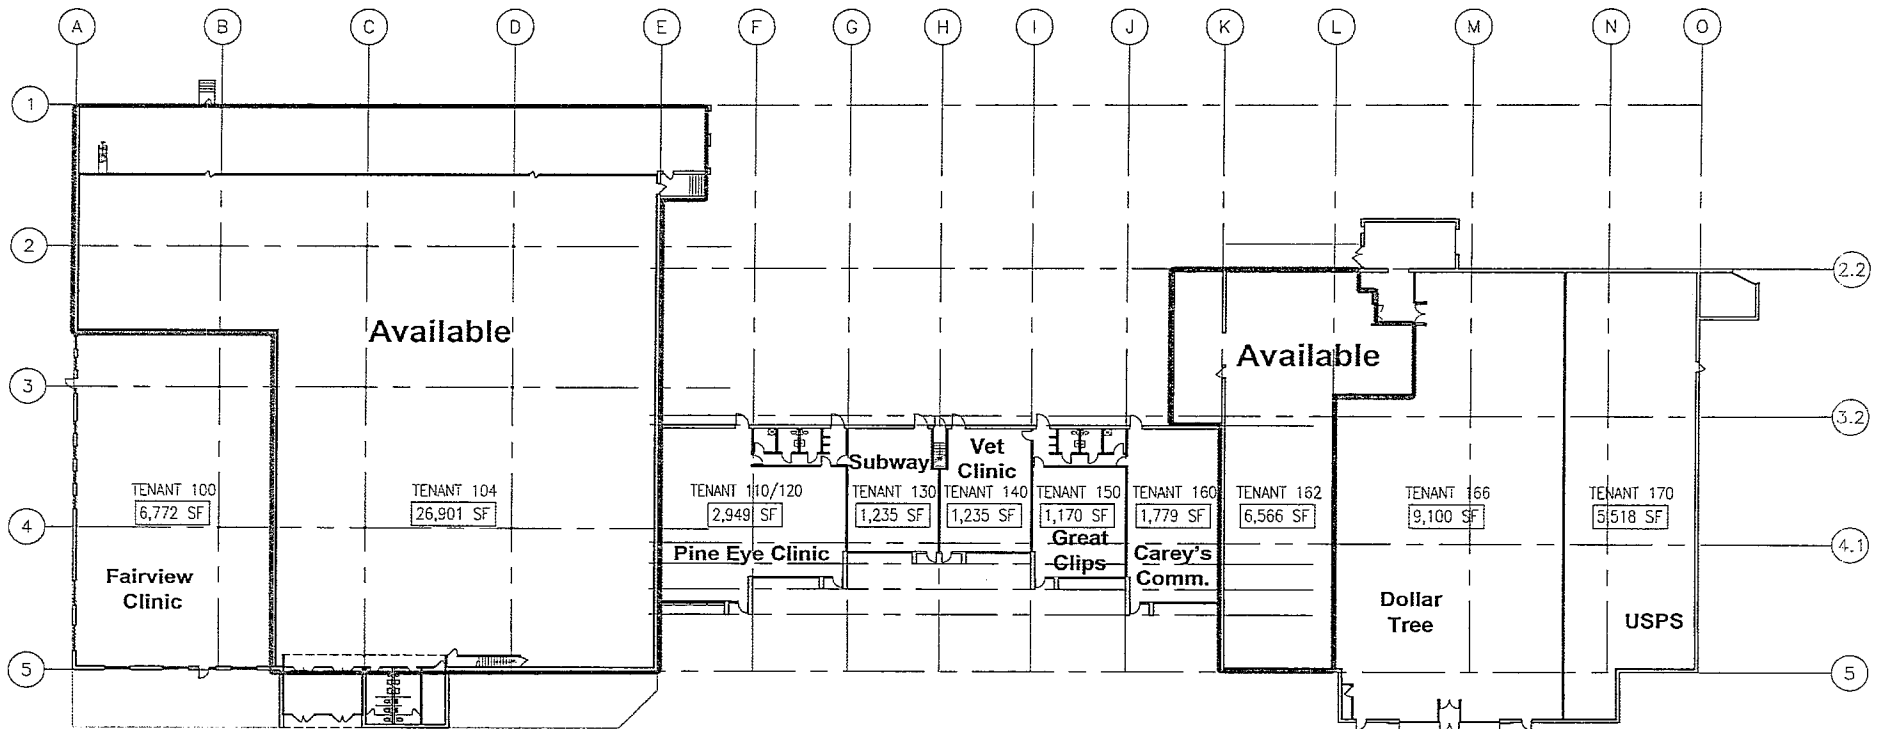 A B C D E F G H I J K L M N O
1
2
2.2
Available
Available
3
3.2
Subway
Vet
Clinic
TENANT 100
6,772 SF
TENANT 104
26,901 SF
TENANT 110/120
2,949 SF
TENANT 130
1,235 SF
TENANT 140
1,235 SF
TENANT 150
1,170 SF
TENANT 160
1,779 SF
TENANT 162
6,566 SF
TENANT 166
9,100 SF
TENANT 170
5,518 SF
4
4.1
Pine Eye Clinic
Great
Clips
Carey's
Comm.
Fairview
Clinic
Dollar
Tree
USPS
5
5